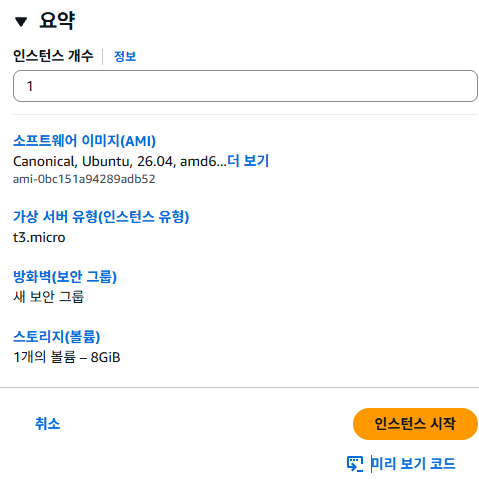 요약
인스턴스 개수 정보
1
소프트웨어 이미지(AMI)
Canonical, Ubuntu, 26.04, amd6...더 보기
ami-0bc151a94289adb52
가상 서버 유형(인스턴스 유형)
t3.micro
방화벽(보안 그룹)
새 보안 그룹
스토리지(볼륨)
1개의 볼륨 – 8GiB
취소 인스턴스 시작
미리 보기 코드